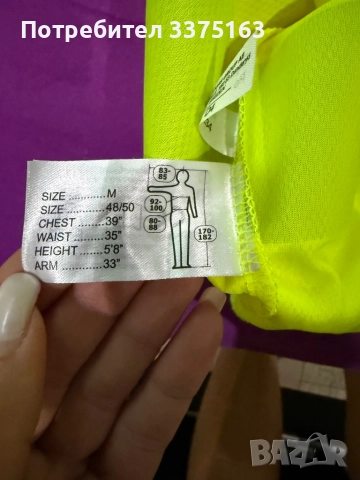 Потребител 3375163
SIZE ............ M
SIZE ............ 48/50
CHEST ......... 39"
WAIST ......... 35"
HEIGHT ....... 5'8"
ARM ........... 33"
83-
85
92-
100
80-
88
170-
182
BAZAR